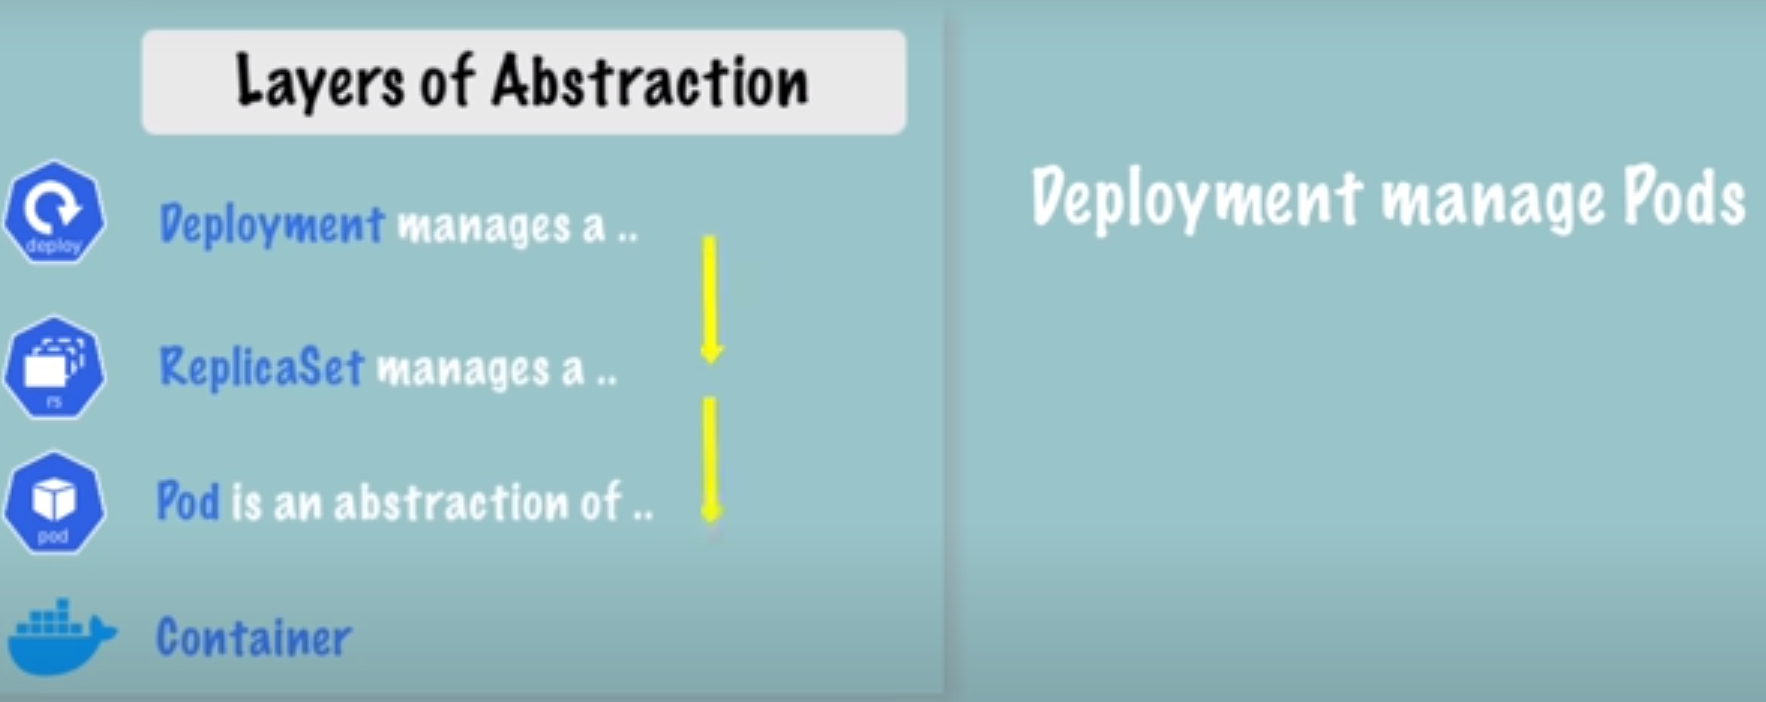 Layers of Abstraction
deploy
Deployment manages a ..
rs
ReplicaSet manages a ..
pod
Pod is an abstraction of ..
Container
Deployment manage Pods